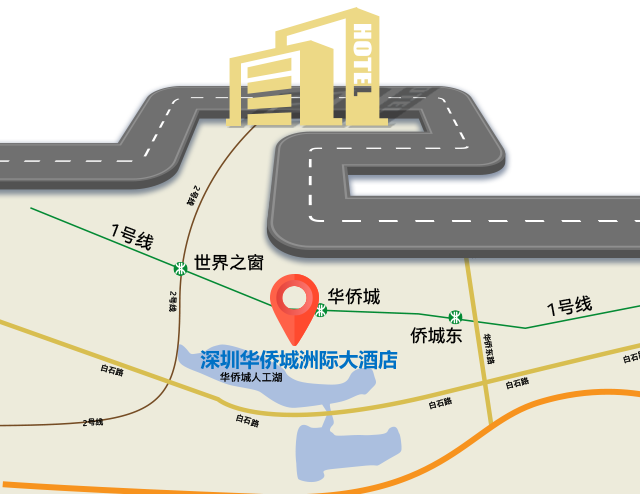 HOTEL
2号线
1号线
世界之窗
2号线
华侨城
1号线
侨城东
华侨东路
深圳华侨城洲际大酒店
华侨城人工湖
白石路
白石路
白石路
白石路
白石路
2号线